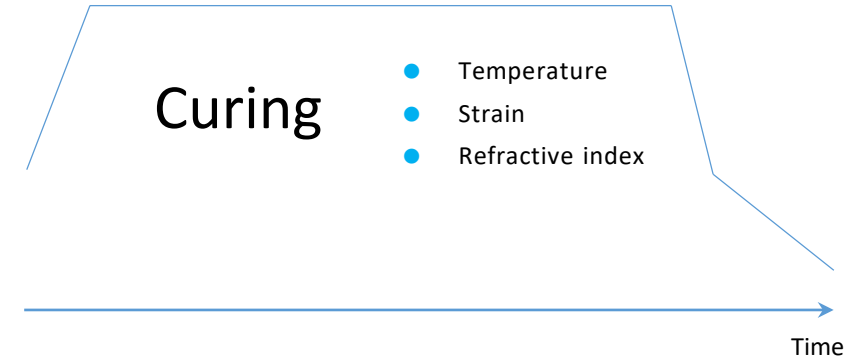 Curing
Temperature
Strain
Refractive index
Time